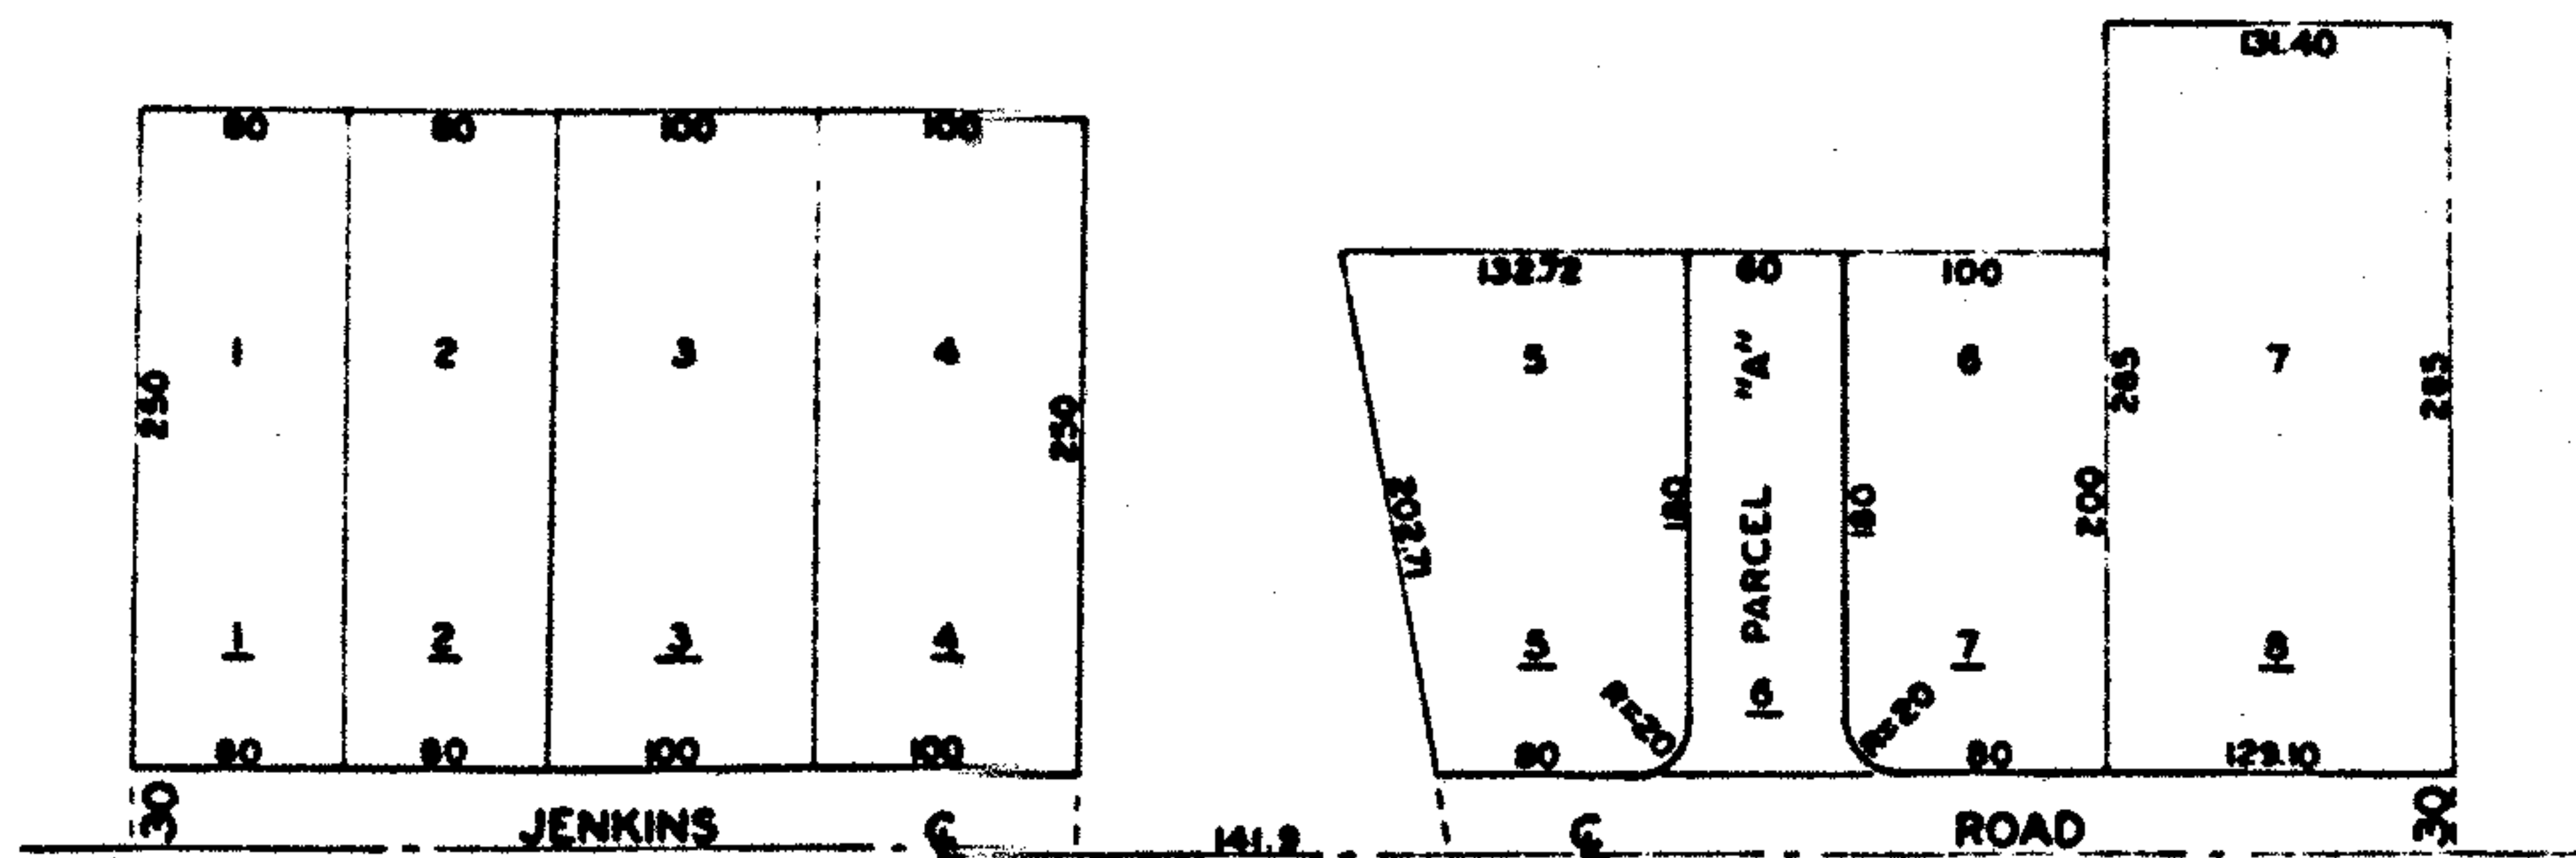 131.40
80 80 100 100
132.72 60 100
1 2 3 4 5 "A" 6 7
250 250 285 285
202.71 180 180 200
PARCEL
1 2 3 4 5 6 7 8
R=20 R=20
80 80 100 100 80 80 129.10
30 JENKINS ℄ 141.9 ℄ ROAD 30